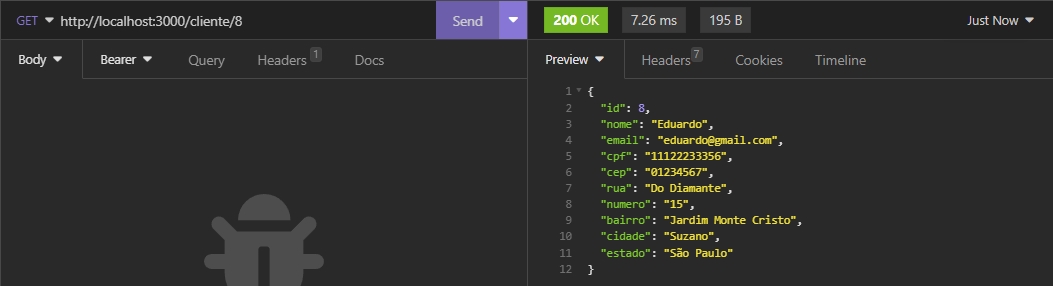 GET http://localhost:3000/cliente/8 Send 200 OK 7.26 ms 195 B Just Now
Body Bearer Query Headers 1 Docs Preview Headers 7 Cookies Timeline
1 {
2 "id": 8,
3 "nome": "Eduardo",
4 "email": "eduardo@gmail.com",
5 "cpf": "11122233356",
6 "cep": "01234567",
7 "rua": "Do Diamante",
8 "numero": "15",
9 "bairro": "Jardim Monte Cristo",
10 "cidade": "Suzano",
11 "estado": "São Paulo"
12 }